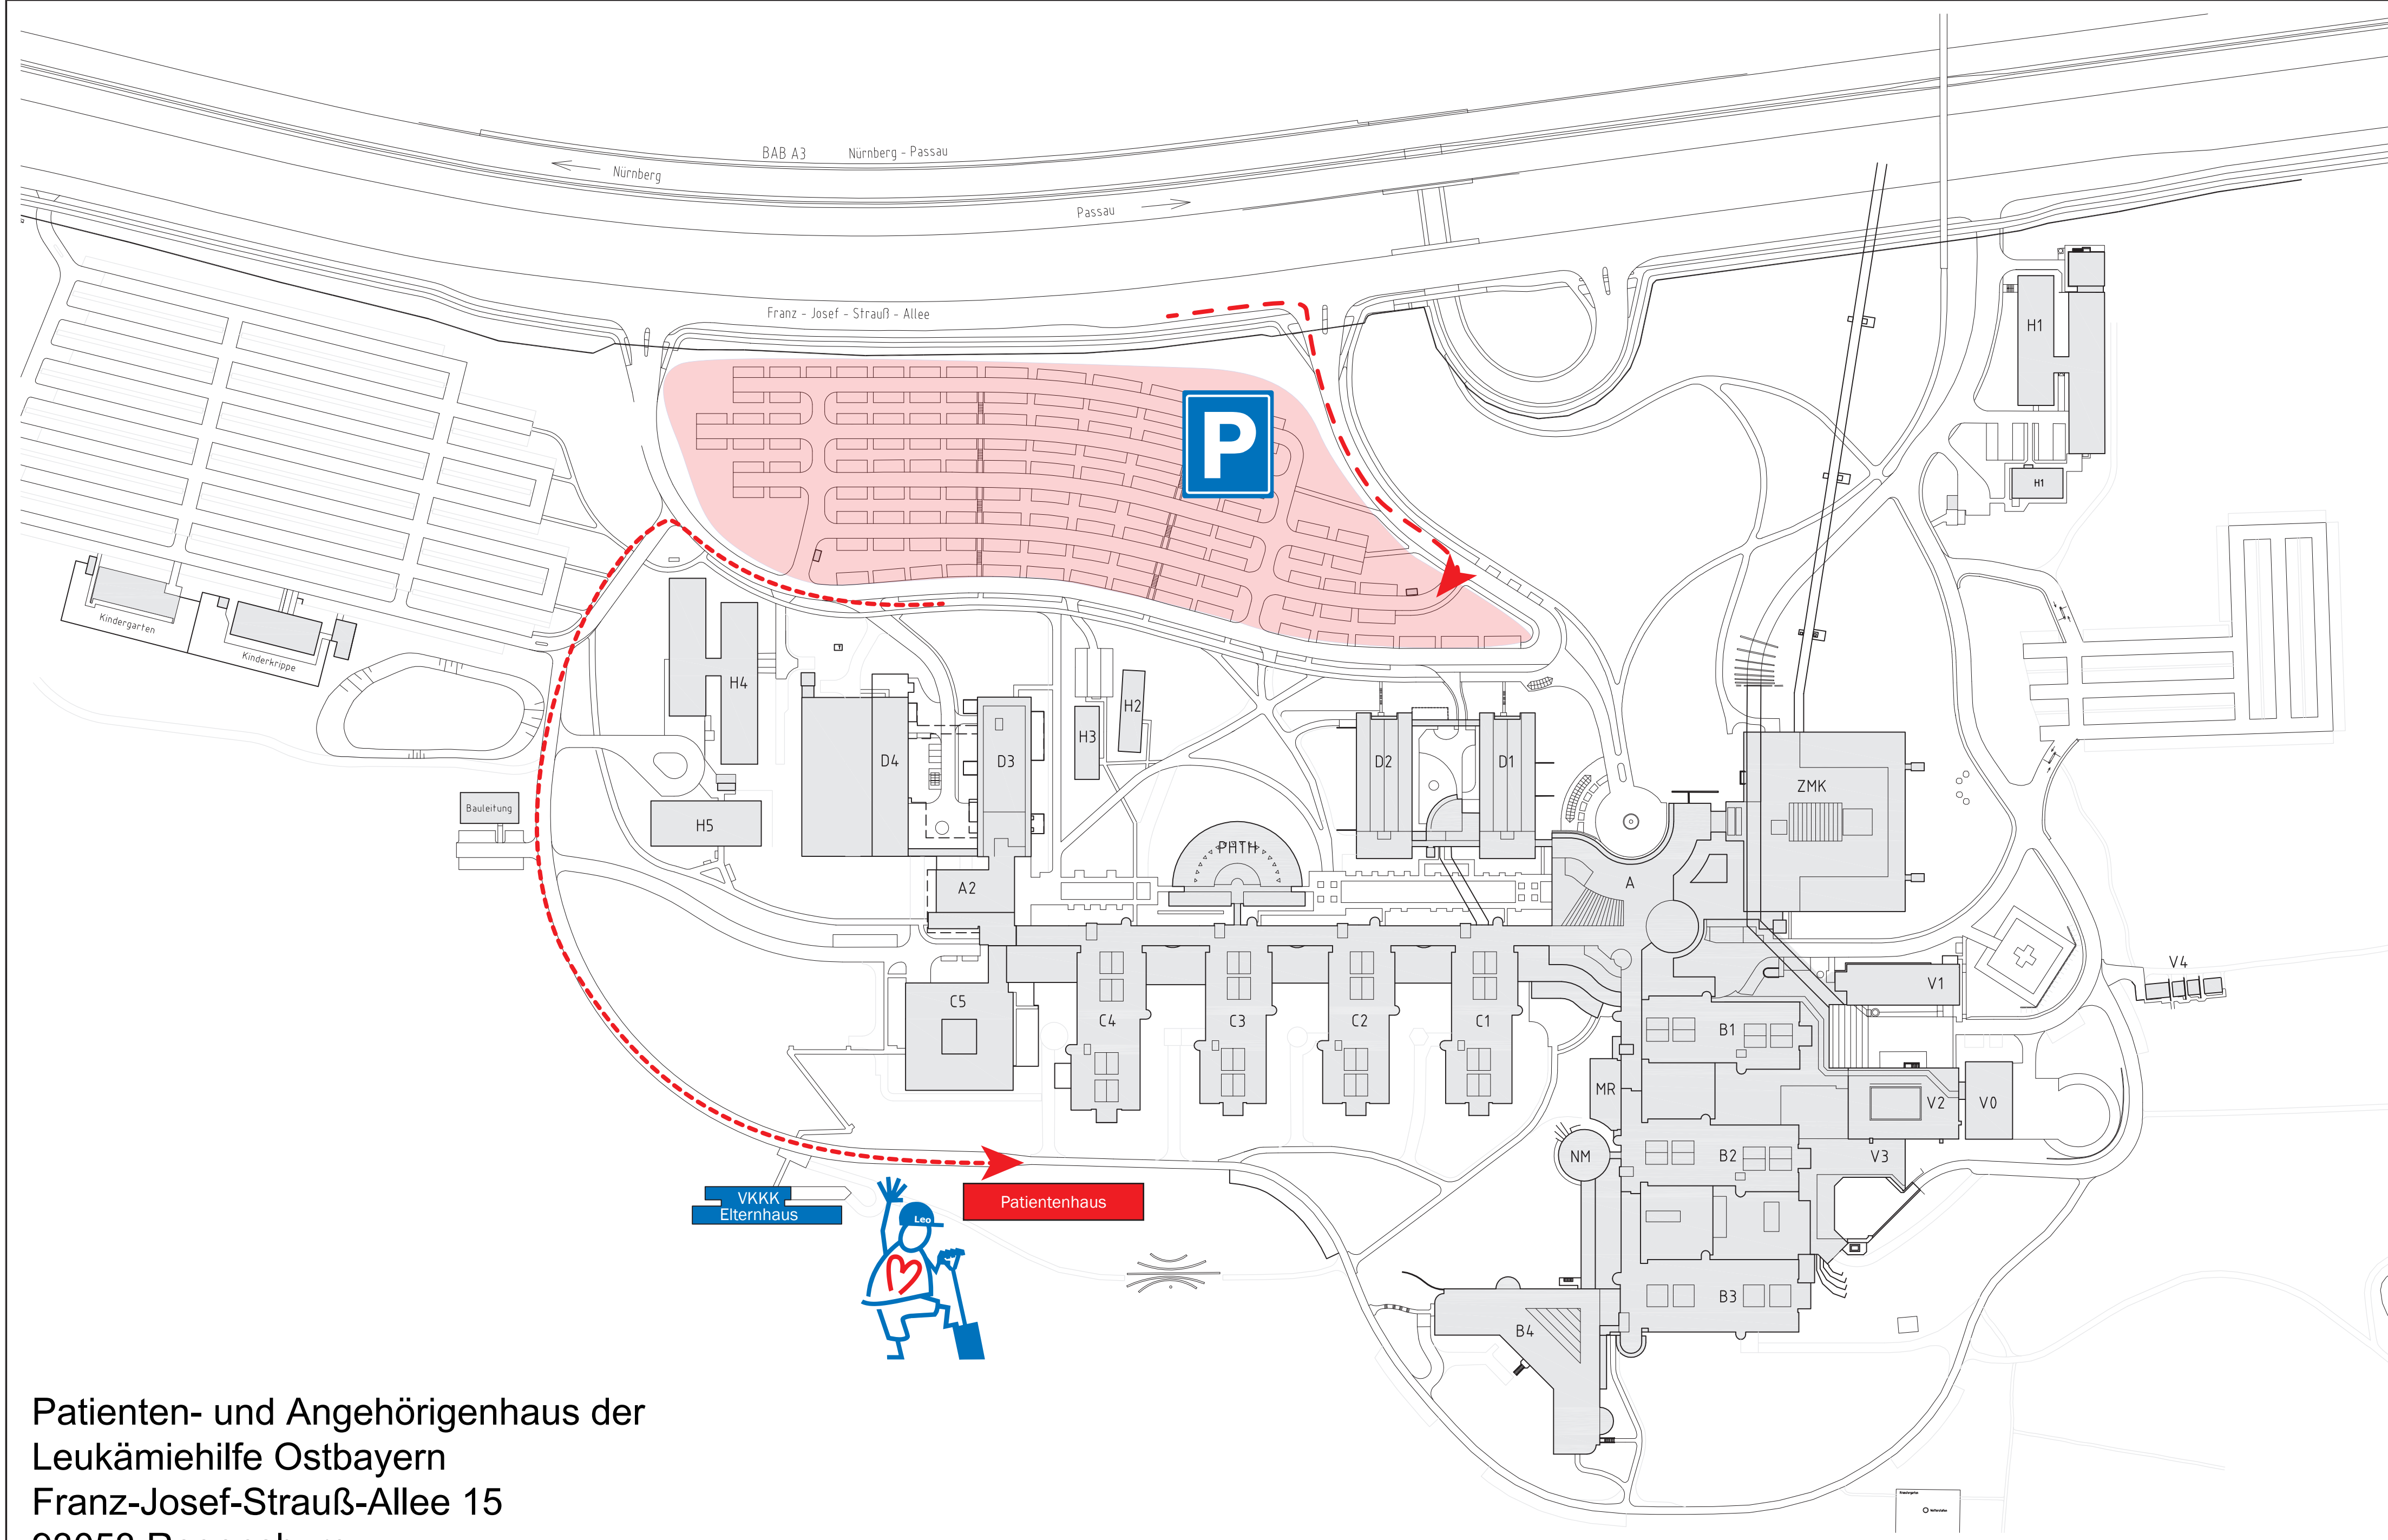 BAB A3 Nürnberg - Passau
Nürnberg
Passau
Franz - Josef - Strauß - Allee
P
H1
H1
Kindergarten
Kinderkrippe
H4
H2
H3
D4
D3
D2
D1
ZMK
Bauleitung
H5
PATH
A2
A
C5
C4
C3
C2
C1
B1
V1
V4
MR
V2
V0
NM
B2
V3
VKKK
Elternhaus
Patientenhaus
Leo
B3
B4
Patienten- und Angehörigenhaus der
Leukämiehilfe Ostbayern
Franz-Josef-Strauß-Allee 15